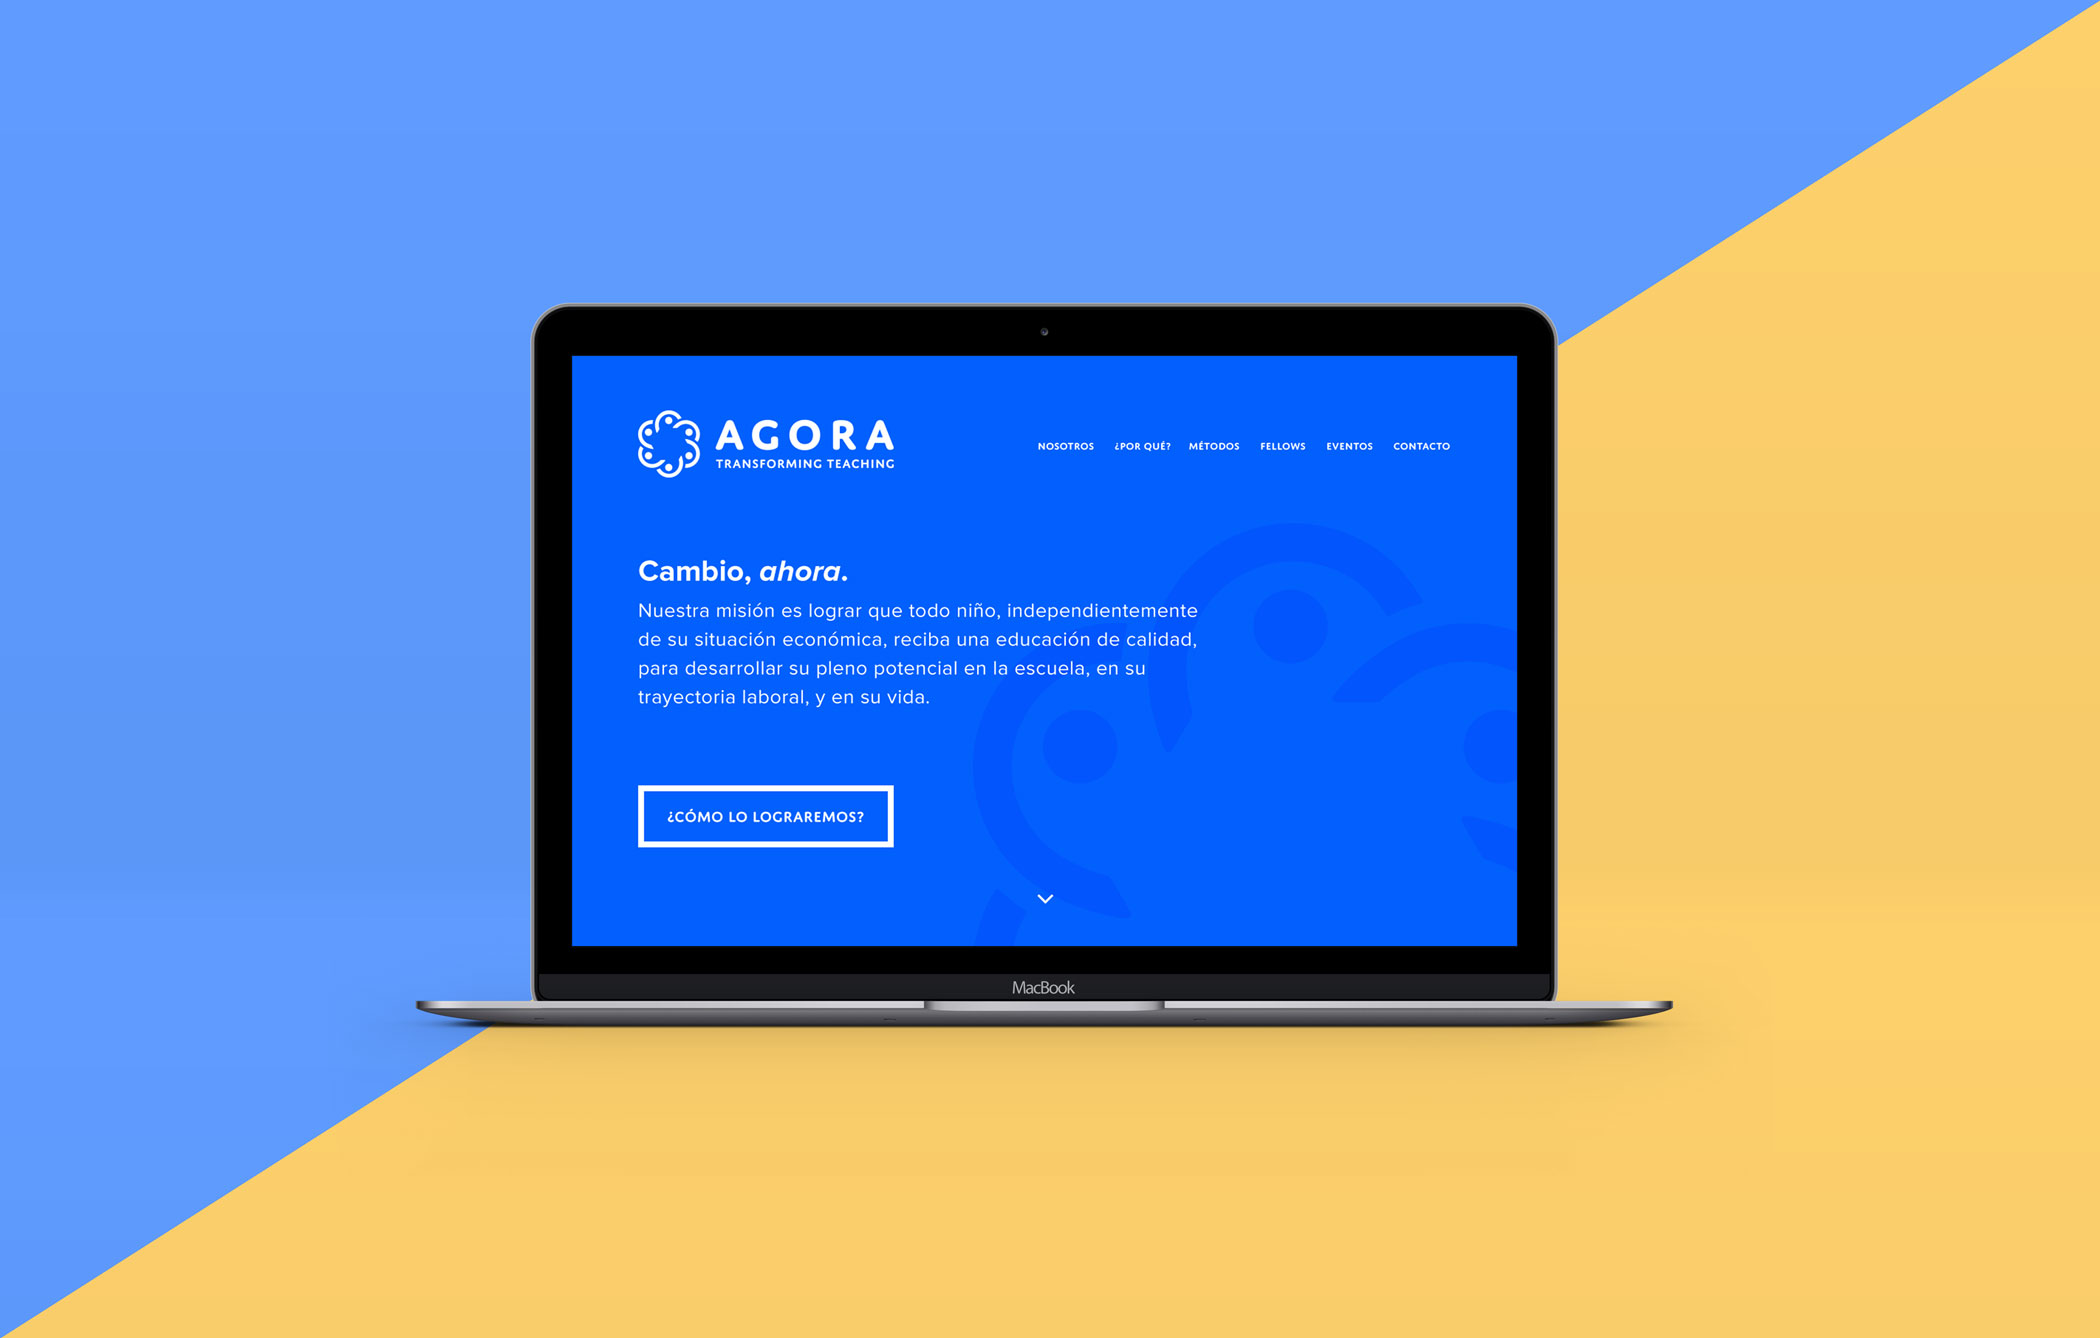 AGORA
TRANSFORMING TEACHING
NOSOTROS ¿POR QUÉ? MÉTODOS FELLOWS EVENTOS CONTACTO
Cambio, ahora.
Nuestra misión es lograr que todo niño, independientemente
de su situación económica, reciba una educación de calidad,
para desarrollar su pleno potencial en la escuela, en su
trayectoria laboral, y en su vida.
¿CÓMO LO LOGRAREMOS?
MacBook